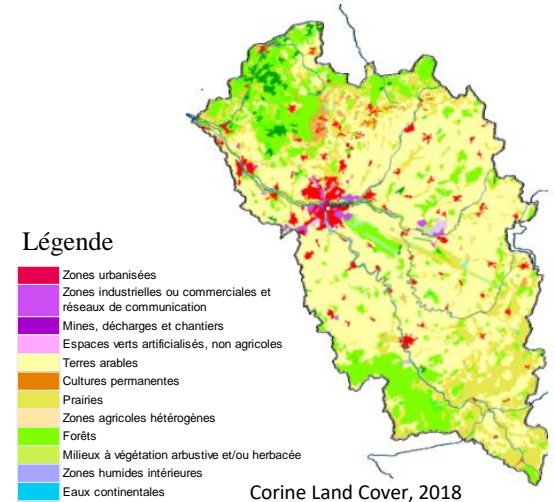 Légende
Zones urbanisées
Zones industrielles ou commerciales et
réseaux de communication
Mines, décharges et chantiers
Espaces verts artificialisés, non agricoles
Terres arables
Cultures permanentes
Prairies
Zones agricoles hétérogènes
Forêts
Milieux à végétation arbustive et/ou herbacée
Zones humides intérieures
Eaux continentales
Corine Land Cover, 2018